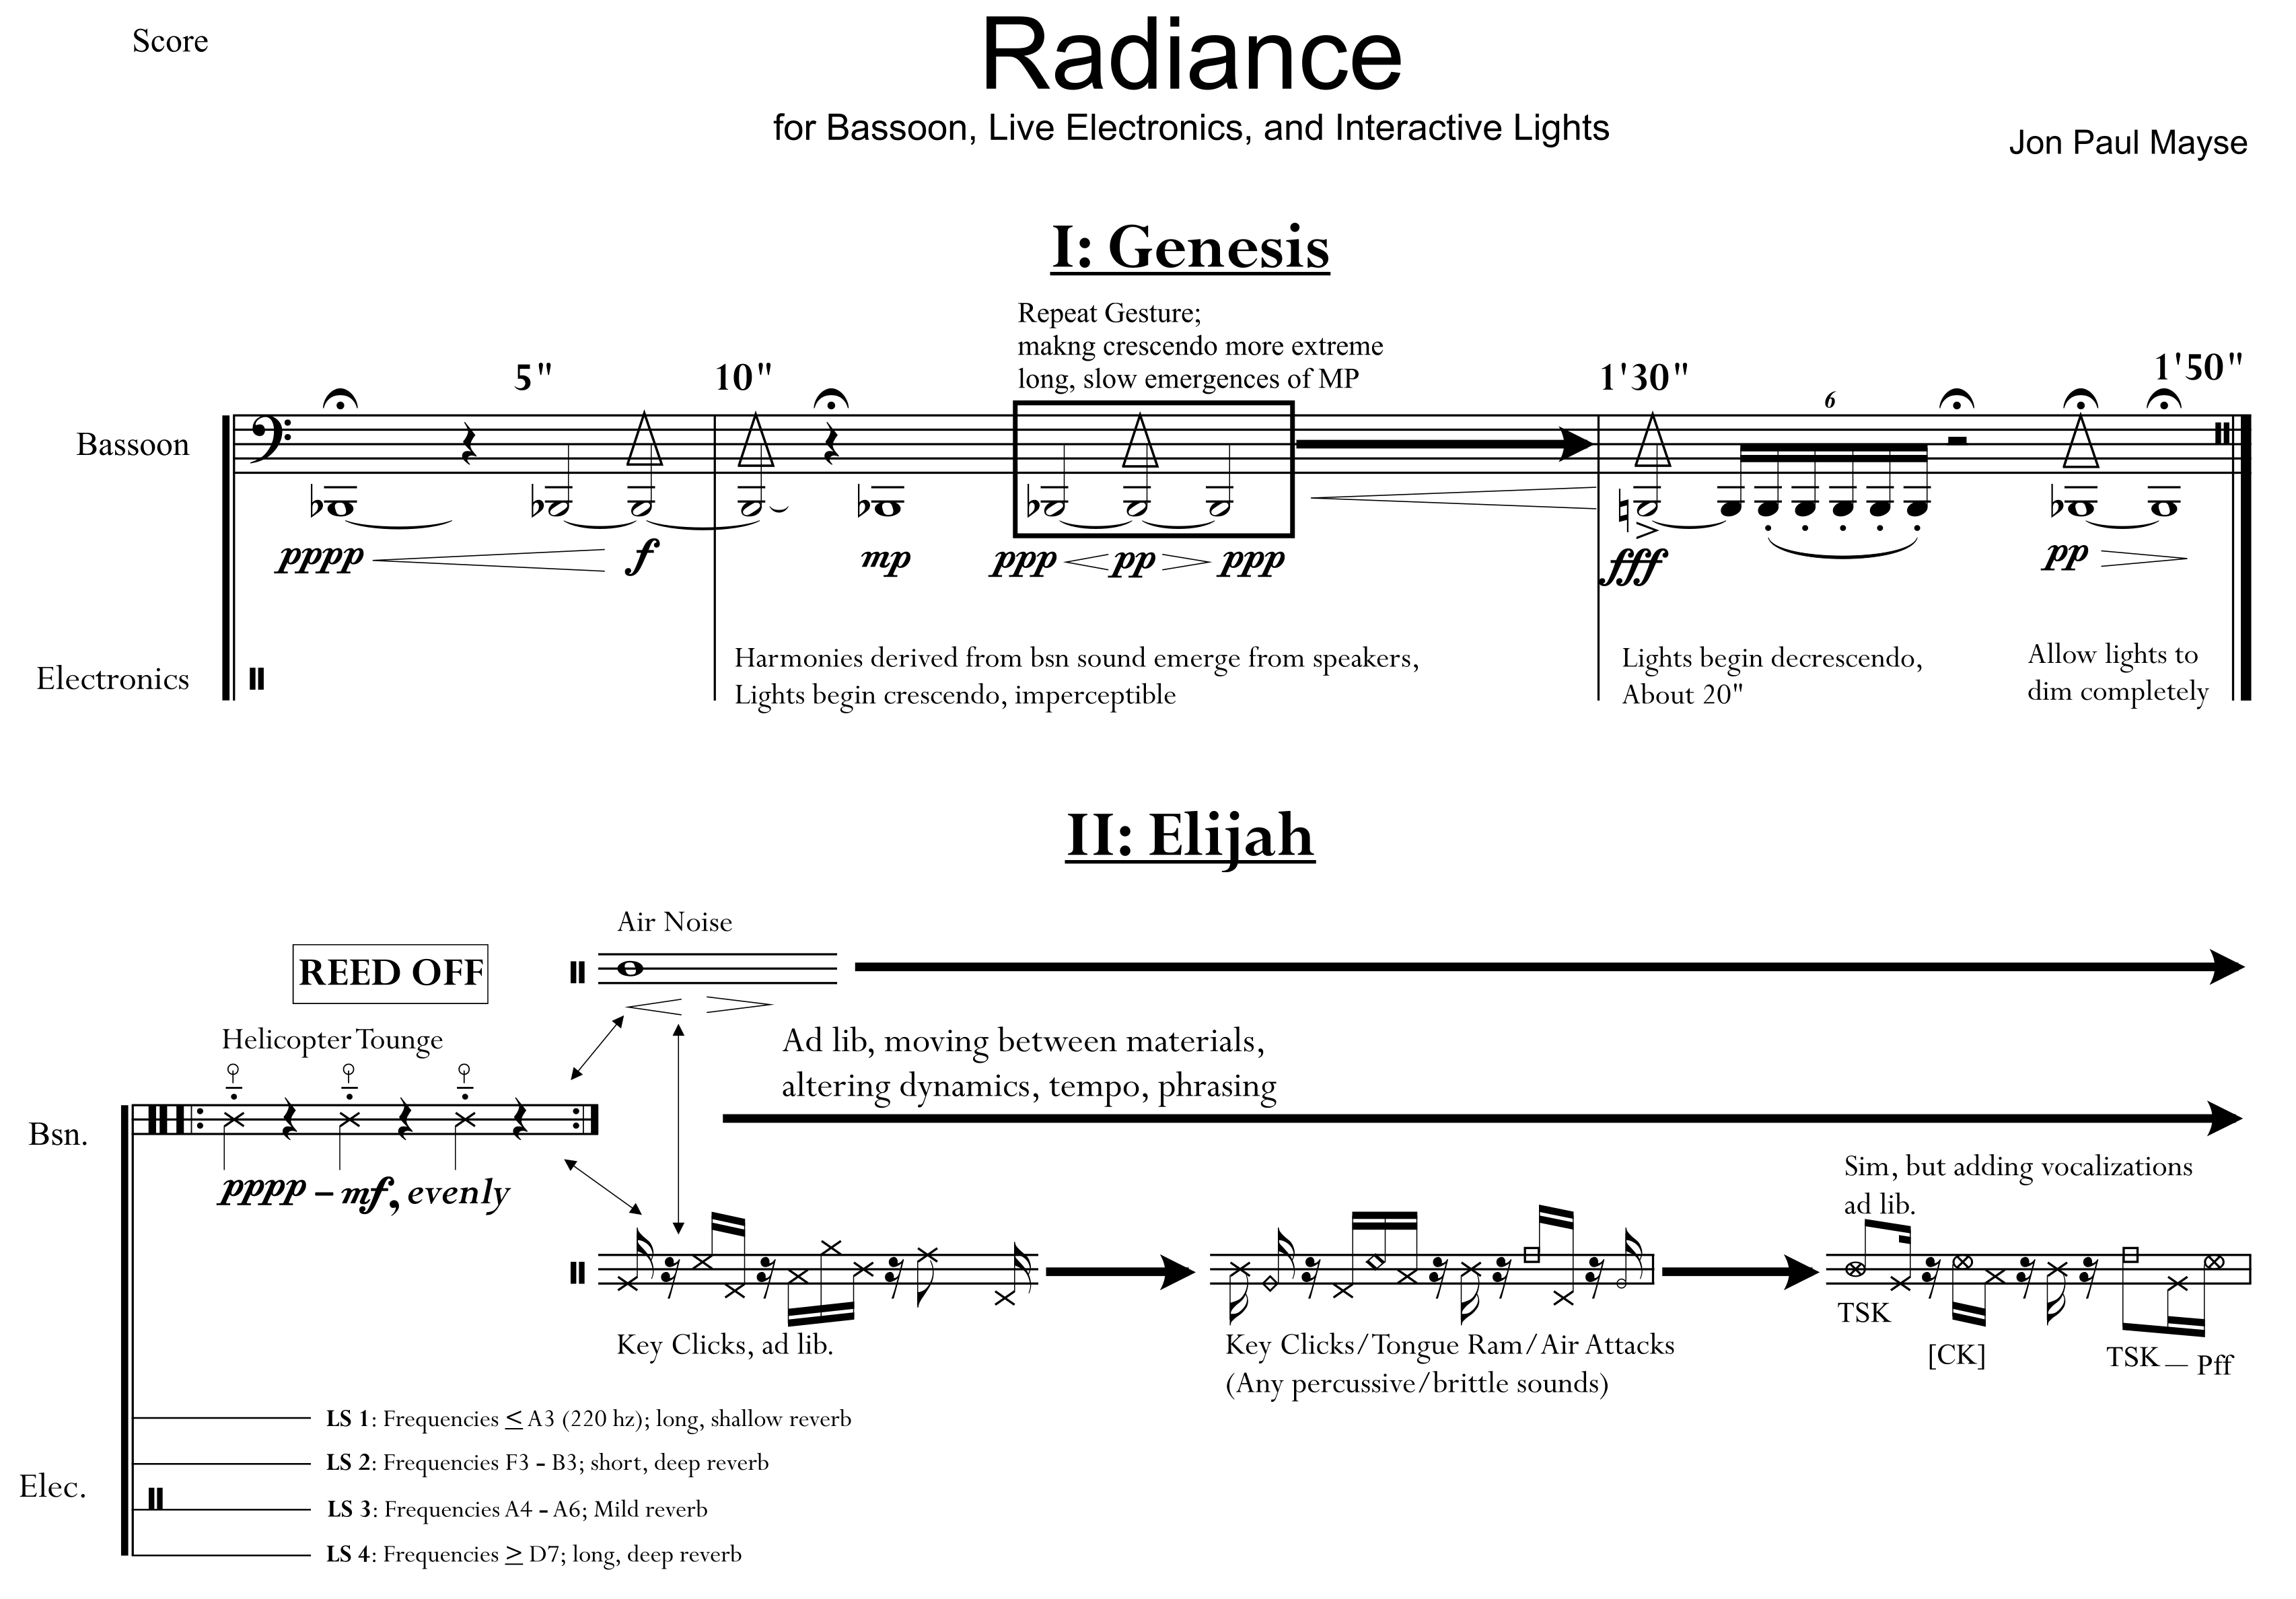 Score
Radiance
for Bassoon, Live Electronics, and Interactive Lights
Jon Paul Mayse
I: Genesis
Repeat Gesture;
makng crescendo more extreme
long, slow emergences of MP
5"
10"
1'30"
6
1'50"
Bassoon
pppp
f
mp
ppp
pp
ppp
fff
pp
Electronics
Harmonies derived from bsn sound emerge from speakers,
Lights begin crescendo, imperceptible
Lights begin decrescendo,
About 20"
Allow lights to
dim completely
II: Elijah
Air Noise
REED OFF
Helicopter Tounge
Ad lib, moving between materials,
altering dynamics, tempo, phrasing
Bsn.
pppp – mf, evenly
Sim, but adding vocalizations
ad lib.
Key Clicks, ad lib.
Key Clicks/Tongue Ram/Air Attacks
(Any percussive/brittle sounds)
TSK
[CK]
TSK — Pff
Elec.
LS 1: Frequencies ≤ A3 (220 hz); long, shallow reverb
LS 2: Frequencies F3 - B3; short, deep reverb
LS 3: Frequencies A4 - A6; Mild reverb
LS 4: Frequencies ≥ D7; long, deep reverb